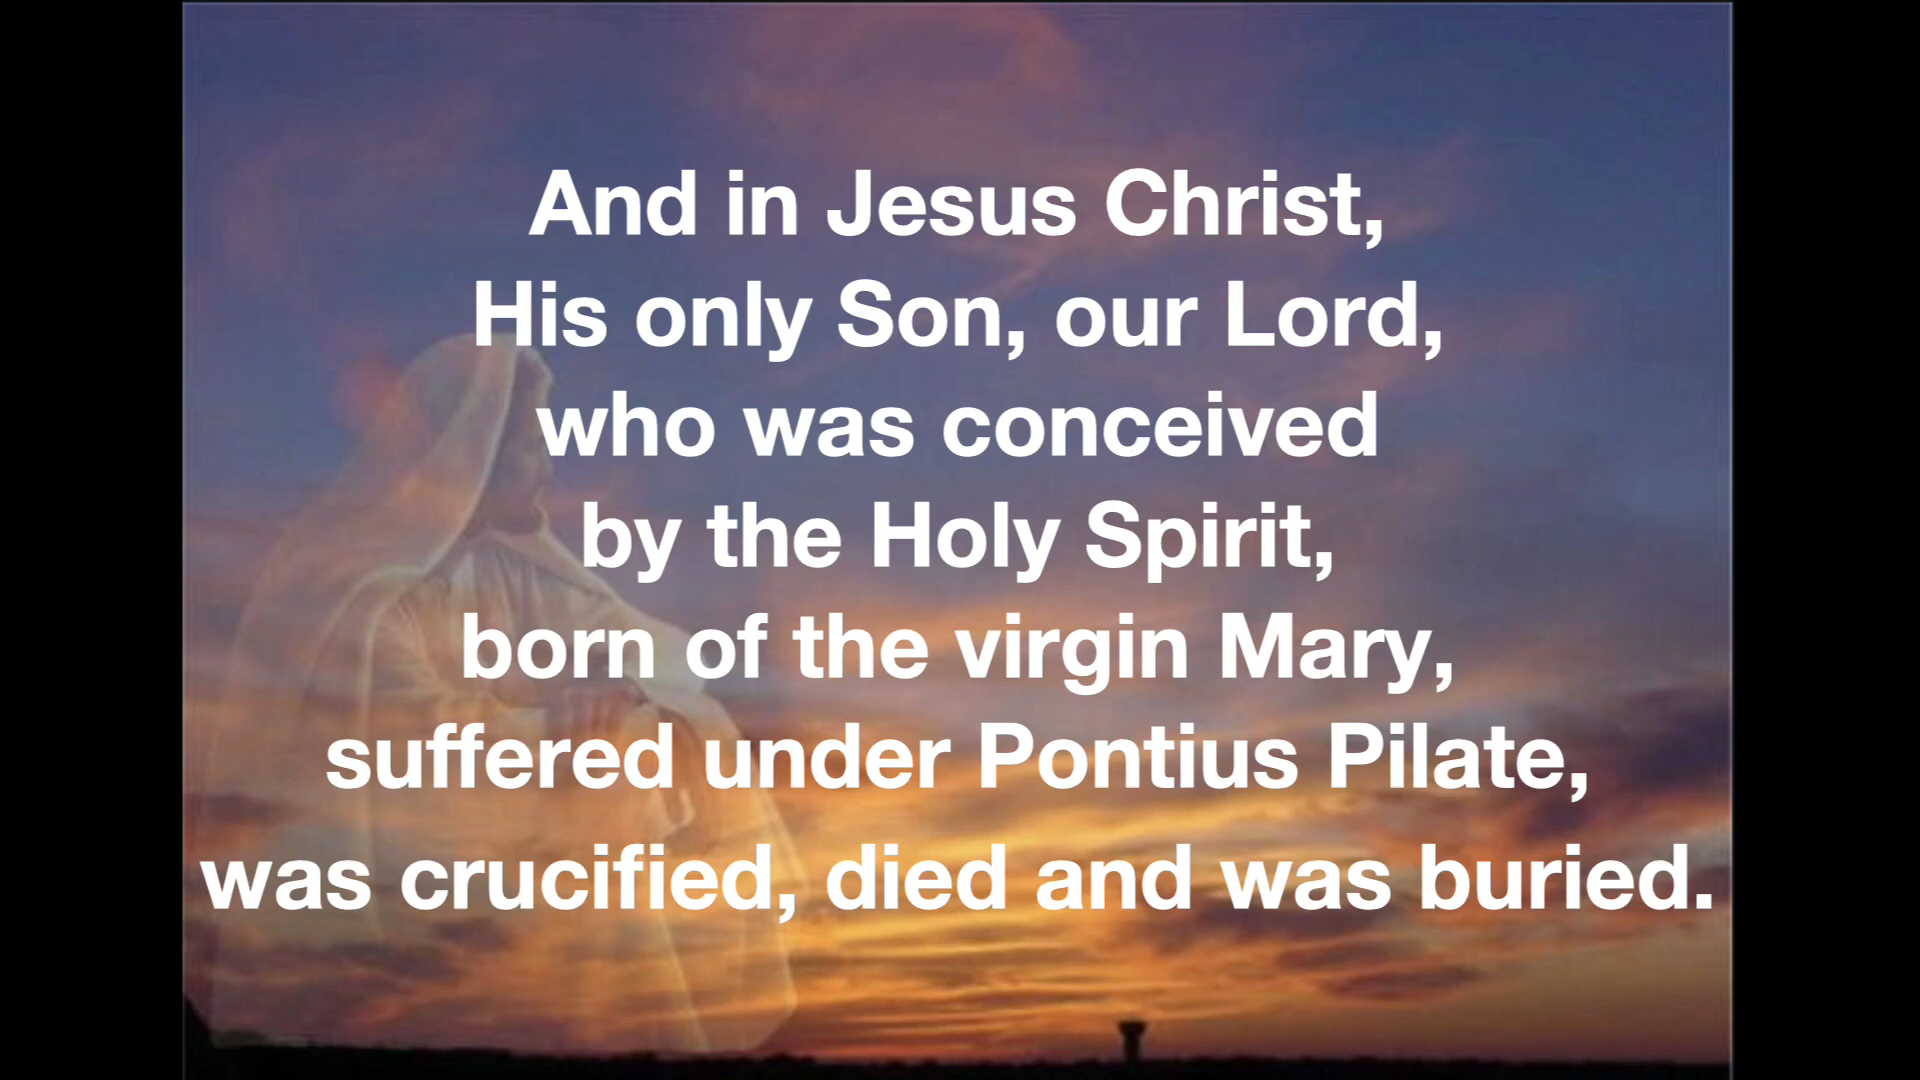 And in Jesus Christ,
His only Son, our Lord,
who was conceived
by the Holy Spirit,
born of the virgin Mary,
suffered under Pontius Pilate,
was crucified, died and was buried.